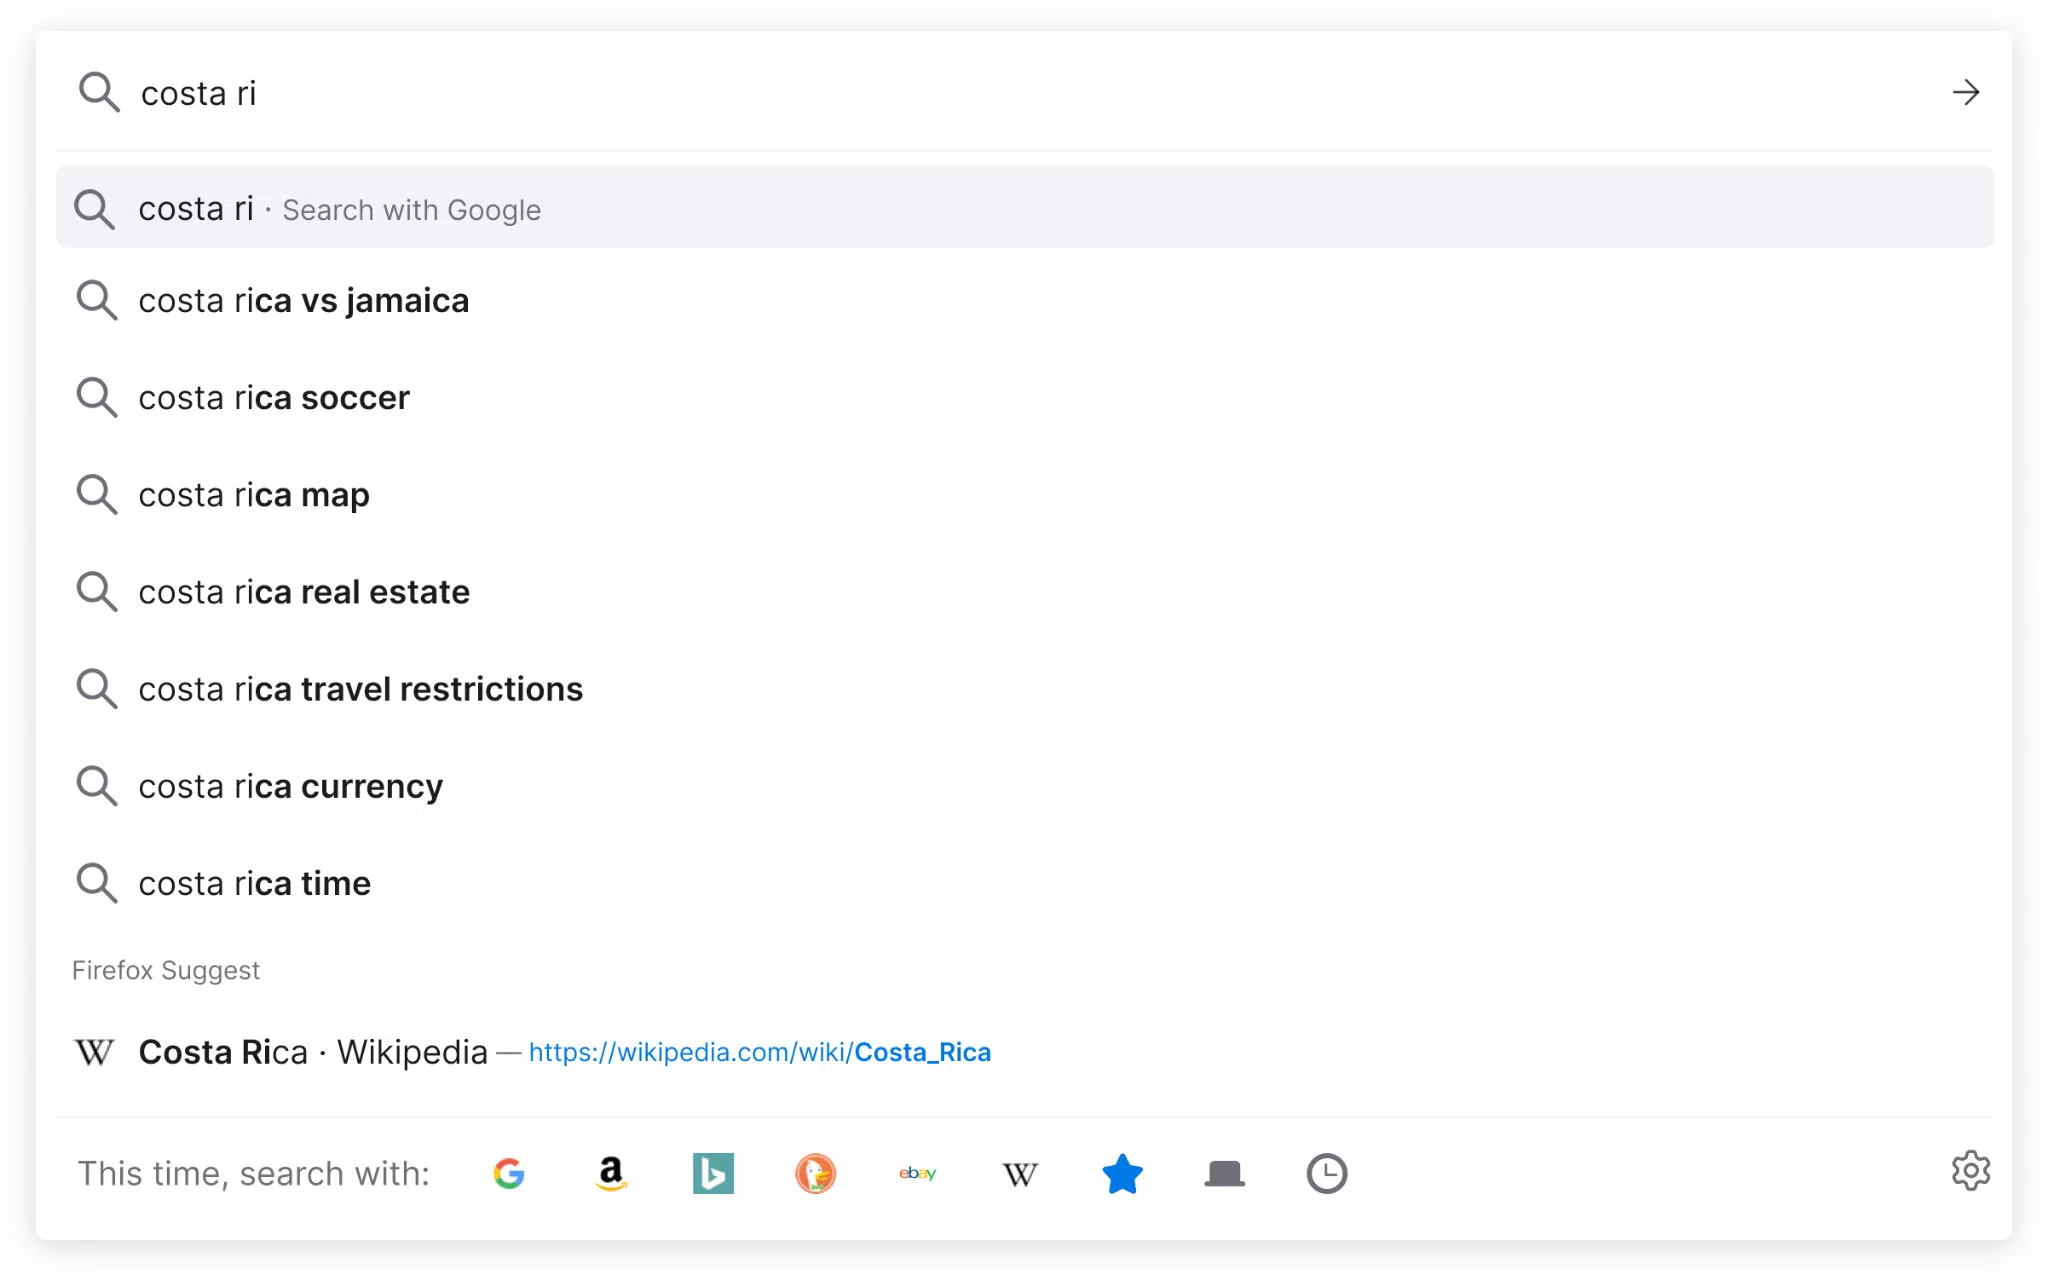 costa ri
costa ri · Search with Google
costa rica vs jamaica
costa rica soccer
costa rica map
costa rica real estate
costa rica travel restrictions
costa rica currency
costa rica time
Firefox Suggest
W Costa Rica · Wikipedia — https://wikipedia.com/wiki/Costa_Rica
This time, search with: G a b ebay W